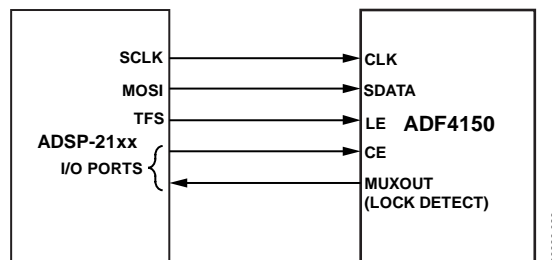 SCLK
MOSI
TFS
ADSP-21xx
I/O PORTS
CLK
SDATA
LE
ADF4150
CE
MUXOUT
(LOCK DETECT)